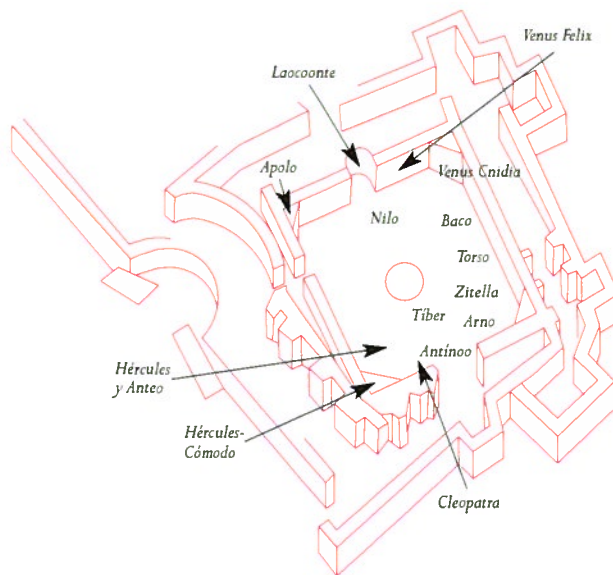 Venus Felix
Laocoonte
Apolo
Venus Cnidia
Nilo
Baco
Torso
Zitella
Tíber
Arno
Antínoo
Hércules
y Anteo
Hércules-
Cómodo
Cleopatra